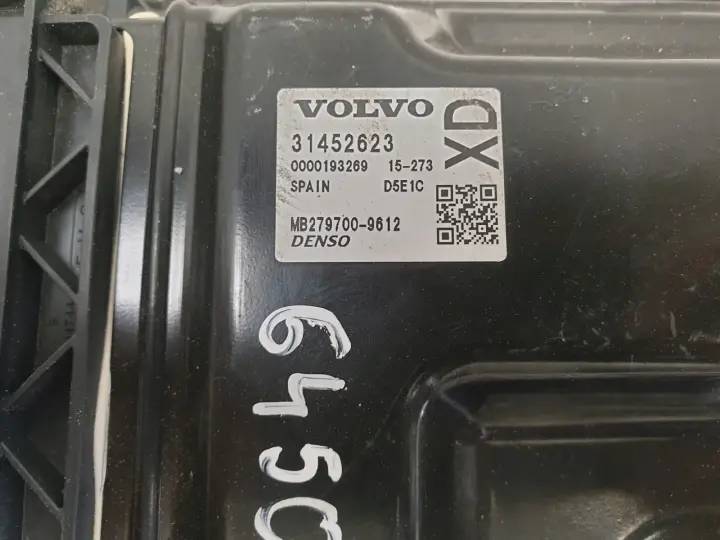 VOLVO
XD
31452623
0000193269 15-273
SPAIN D5E1C
MB279700-9612
DENSO
6450